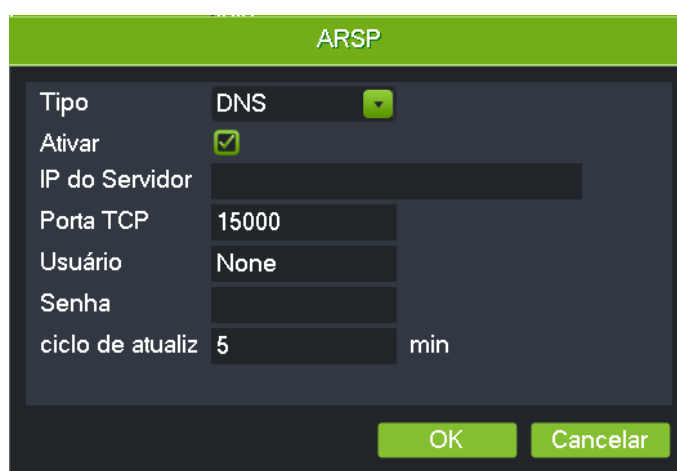 ARSP
Tipo DNS
Ativar
IP do Servidor
Porta TCP 15000
Usuário None
Senha
ciclo de atualiz 5 min
OK Cancelar